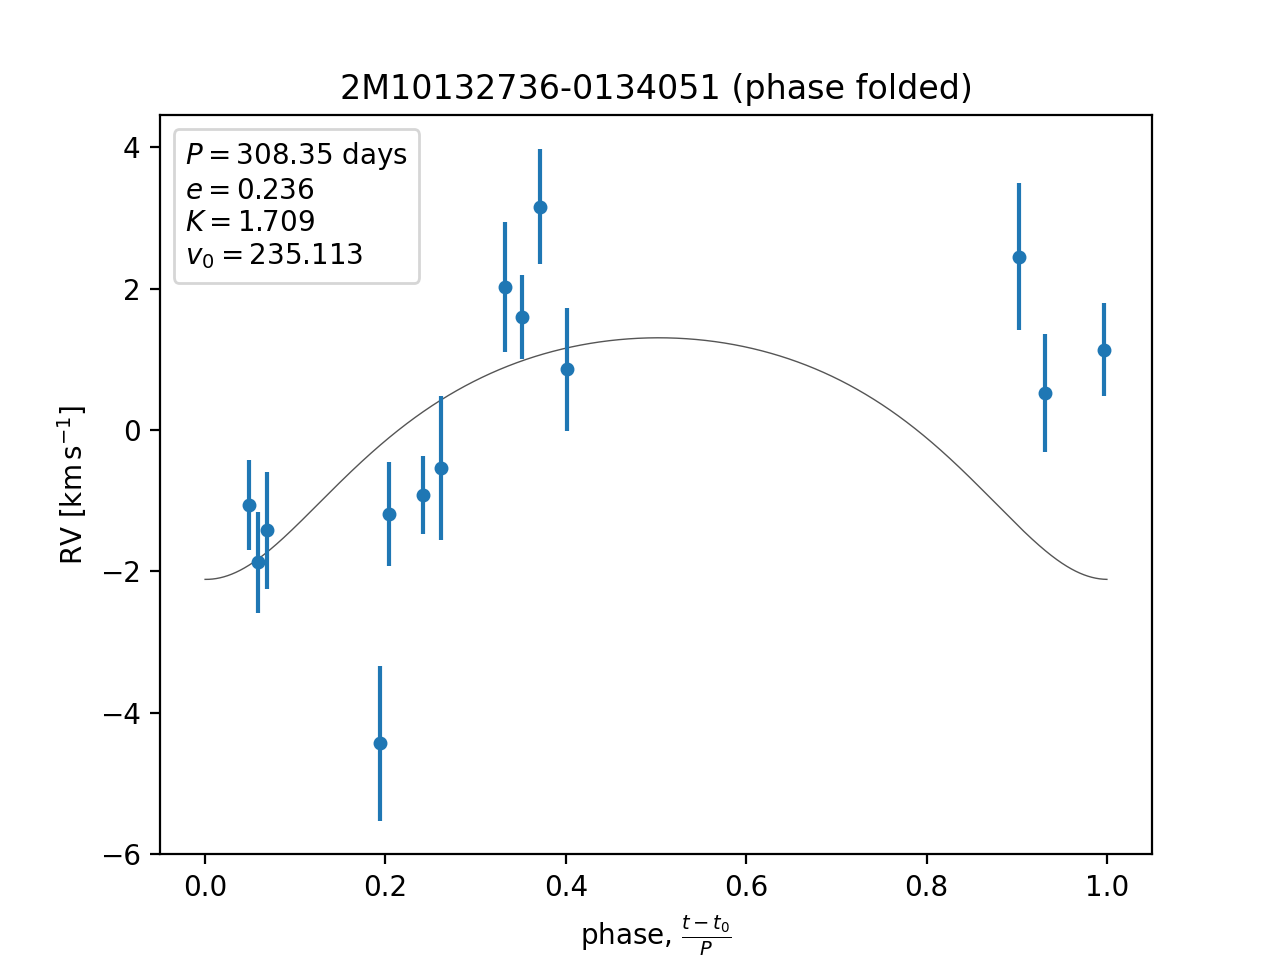 2M10132736-0134051 (phase folded)
P = 308.35 days
e = 0.236
K = 1.709
v₀ = 235.113
4
2
0
−2
−4
−6
RV [km s⁻¹]
0.0 0.2 0.4 0.6 0.8 1.0
phase, (t − t₀)/P